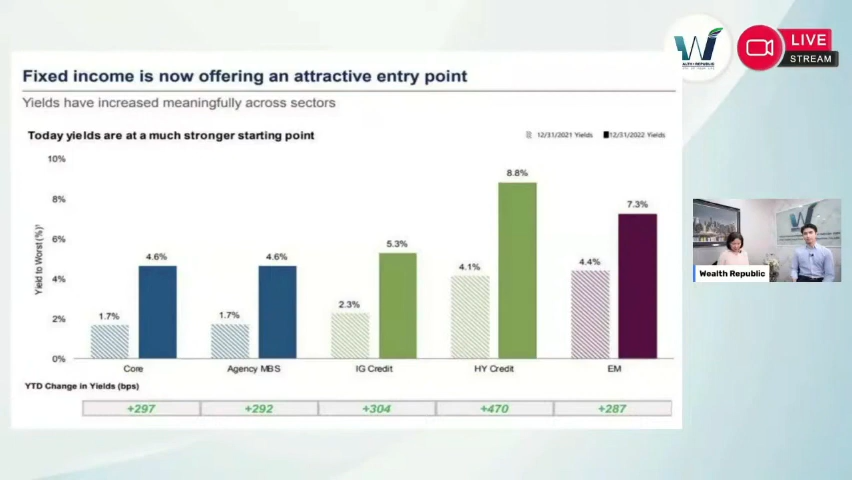 LIVE
STREAM
Fixed income is now offering an attractive entry point
Yields have increased meaningfully across sectors
Today yields are at a much stronger starting point
12/31/2021 Yields 12/31/2022 Yields
10%
8%
6%
4%
2%
0%
Yield to Worst (%)¹
1.7% 4.6% 1.7% 4.6% 2.3% 5.3% 4.1% 8.8% 4.4% 7.3%
Core Agency MBS IG Credit HY Credit EM
YTD Change in Yields (bps)
+297 +292 +304 +470 +287
Wealth Republic